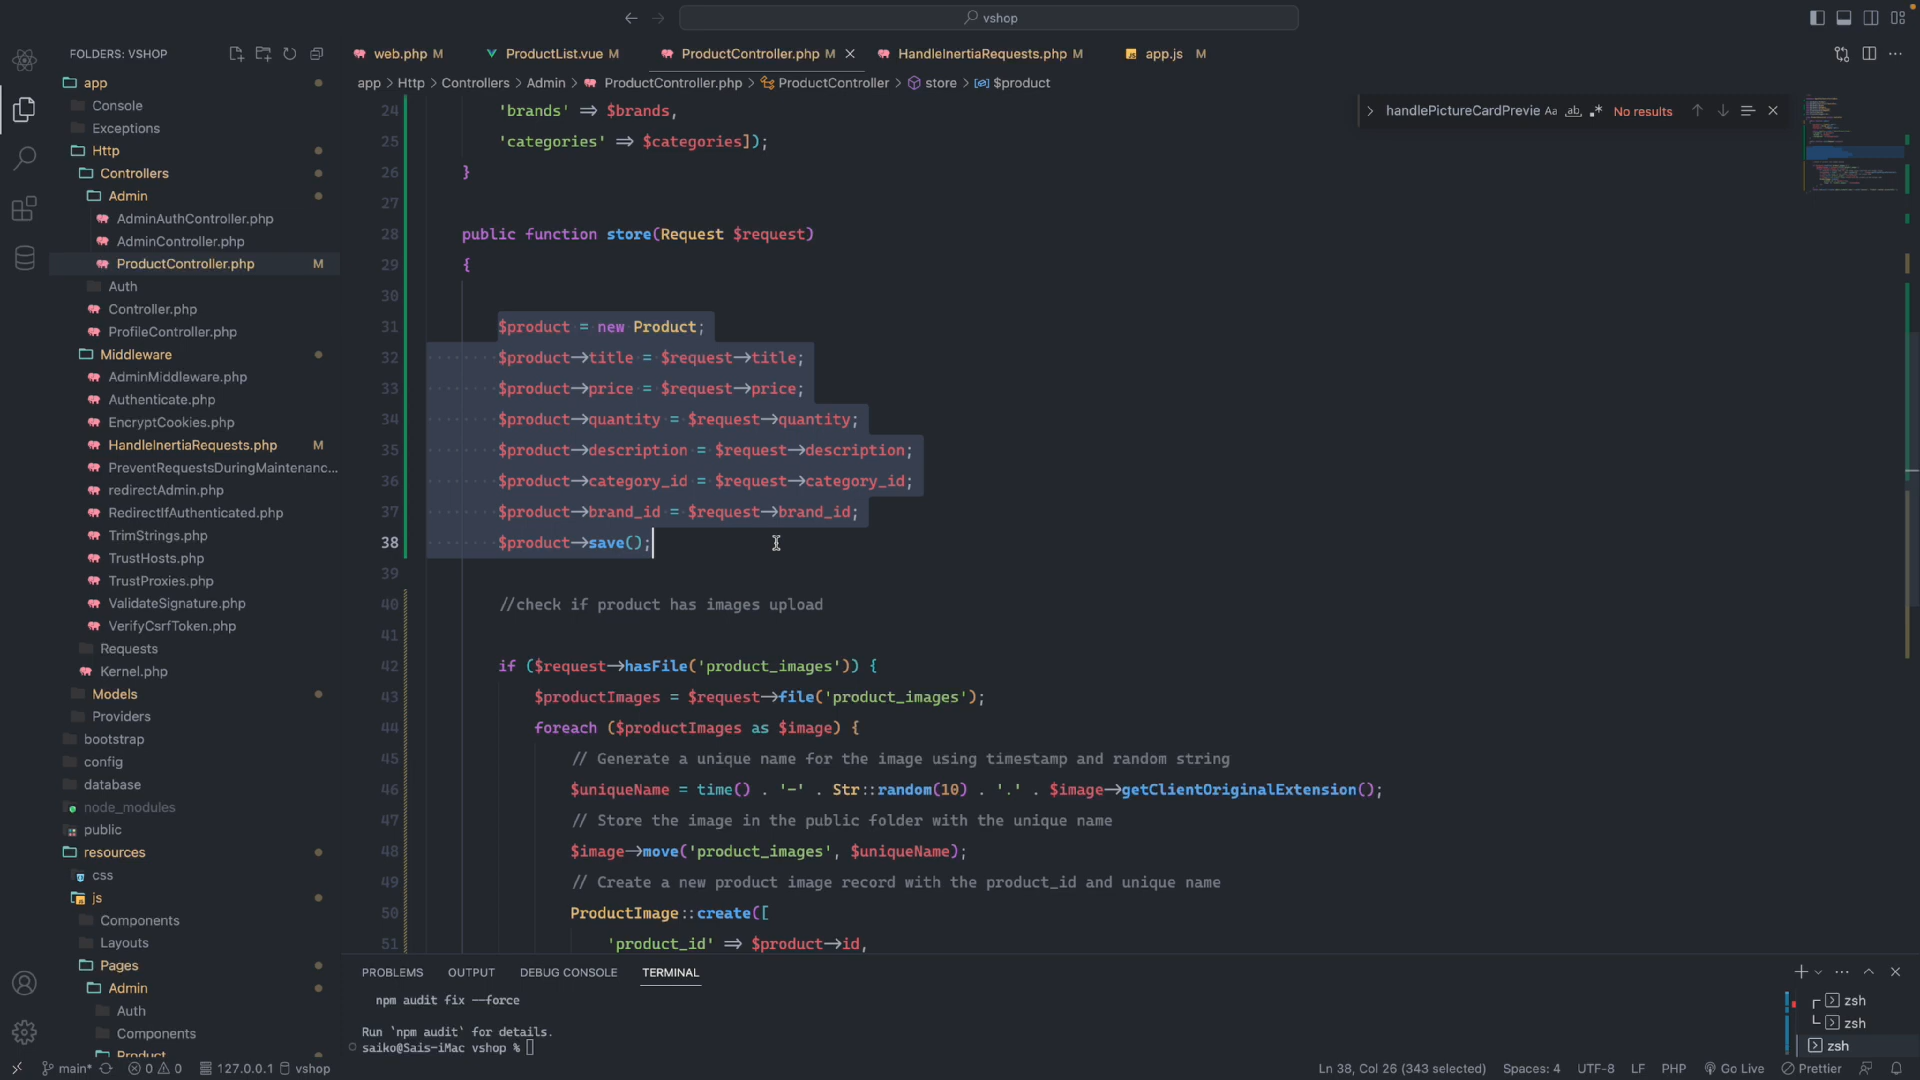 vshop
FOLDERS: VSHOP
app
Console
Exceptions
Http
Controllers
Admin
AdminAuthController.php
AdminController.php
ProductController.php M
Auth
Controller.php
ProfileController.php
Middleware
AdminMiddleware.php
Authenticate.php
EncryptCookies.php
HandleInertiaRequests.php M
PreventRequestsDuringMaintenanc...
redirectAdmin.php
RedirectIfAuthenticated.php
TrimStrings.php
TrustHosts.php
TrustProxies.php
ValidateSignature.php
VerifyCsrfToken.php
Requests
Kernel.php
Models
Providers
bootstrap
config
database
node_modules
public
resources
css
js
Components
Layouts
Pages
Admin
Auth
Components
Product
web.php M ProductList.vue M ProductController.php M HandleInertiaRequests.php M app.js M
app > Http > Controllers > Admin > ProductController.php > ProductController > store > $product
handlePictureCardPrevie Aa ab .* No results
24 'brands' => $brands,
25 'categories' => $categories]);
26 }
27
28 public function store(Request $request)
29 {
30
31 $product = new Product;
32 $product->title = $request->title;
33 $product->price = $request->price;
34 $product->quantity = $request->quantity;
35 $product->description = $request->description;
36 $product->category_id = $request->category_id;
37 $product->brand_id = $request->brand_id;
38 $product->save();
39
40 //check if product has images upload
41
42 if ($request->hasFile('product_images')) {
43 $productImages = $request->file('product_images');
44 foreach ($productImages as $image) {
45 // Generate a unique name for the image using timestamp and random string
46 $uniqueName = time() . '-' . Str::random(10) . '.' . $image->getClientOriginalExtension();
47 // Store the image in the public folder with the unique name
48 $image->move('product_images', $uniqueName);
49 // Create a new product image record with the product_id and unique name
50 ProductImage::create([
51 'product_id' => $product->id,
PROBLEMS OUTPUT DEBUG CONSOLE TERMINAL
npm audit fix --force
Run `npm audit` for details.
saiko@Sais-iMac vshop %
zsh
zsh
zsh
main* 0 0 127.0.0.1 vshop Ln 38, Col 26 (343 selected) Spaces: 4 UTF-8 LF PHP Go Live Prettier